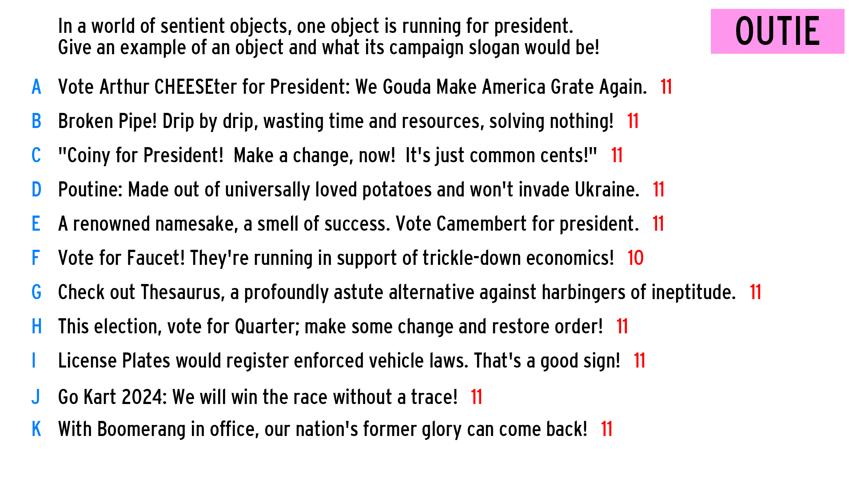 In a world of sentient objects, one object is running for president.
Give an example of an object and what its campaign slogan would be!
OUTIE
A Vote Arthur CHEESEter for President: We Gouda Make America Grate Again. 11
B Broken Pipe! Drip by drip, wasting time and resources, solving nothing! 11
C "Coiny for President! Make a change, now! It's just common cents!" 11
D Poutine: Made out of universally loved potatoes and won't invade Ukraine. 11
E A renowned namesake, a smell of success. Vote Camembert for president. 11
F Vote for Faucet! They're running in support of trickle-down economics! 10
G Check out Thesaurus, a profoundly astute alternative against harbingers of ineptitude. 11
H This election, vote for Quarter; make some change and restore order! 11
I License Plates would register enforced vehicle laws. That's a good sign! 11
J Go Kart 2024: We will win the race without a trace! 11
K With Boomerang in office, our nation's former glory can come back! 11